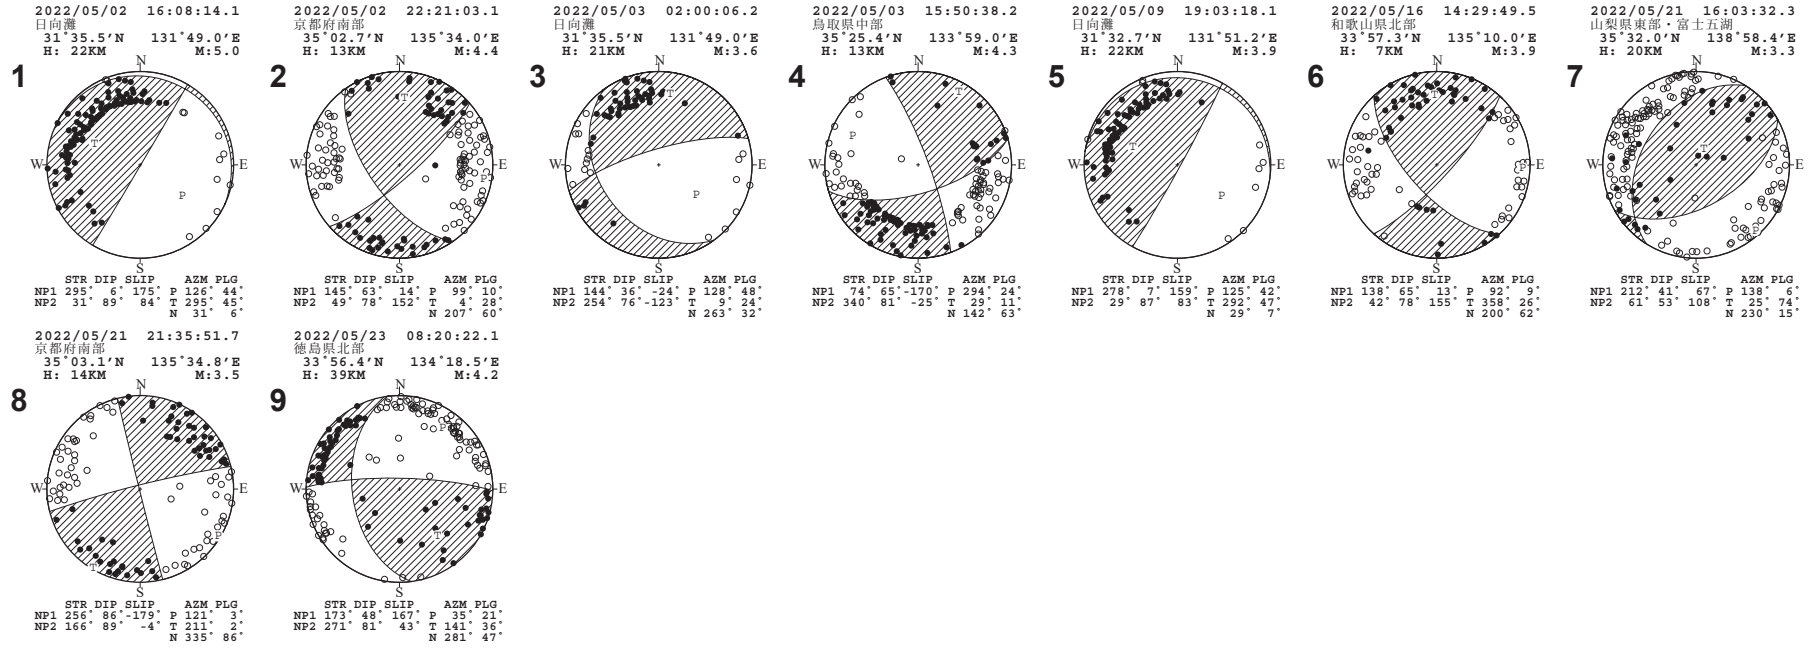 2022/05/02 16:08:14.1
日向灘
31°35.5'N 131°49.0'E
H: 22KM M:5.0
1
N
W
E
T
P
S
STR DIP SLIP AZM PLG
NP1 295° 6° 175° P 126° 44°
NP2 31° 89° 84° T 295° 45°
N 31° 6°
2022/05/02 22:21:03.1
京都府南部
35°02.7'N 135°34.0'E
H: 13KM M:4.4
2
N
T
W
E
P
S
STR DIP SLIP AZM PLG
NP1 145° 63° 14° P 99° 10°
NP2 49° 78° 152° T 4° 28°
N 207° 60°
2022/05/03 02:00:06.2
日向灘
31°35.5'N 131°49.0'E
H: 21KM M:3.6
3
N
T
W
E
P
S
STR DIP SLIP AZM PLG
NP1 144° 36° -24° P 128° 48°
NP2 254° 76° -123° T 9° 24°
N 263° 32°
2022/05/03 15:50:38.2
鳥取県中部
35°25.4'N 133°59.0'E
H: 13KM M:4.3
4
N
T
P
W
E
S
STR DIP SLIP AZM PLG
NP1 74° 65° -170° P 294° 24°
NP2 340° 81° -25° T 29° 11°
N 142° 63°
2022/05/09 19:03:18.1
日向灘
31°32.7'N 131°51.2'E
H: 22KM M:3.9
5
N
T
W
E
P
S
STR DIP SLIP AZM PLG
NP1 278° 7° 159° P 125° 42°
NP2 29° 87° 83° T 292° 47°
N 29° 7°
2022/05/16 14:29:49.5
和歌山県北部
33°57.3'N 135°10.0'E
H: 7KM M:3.9
6
N
T
W
P
E
S
STR DIP SLIP AZM PLG
NP1 138° 65° 13° P 92° 9°
NP2 42° 78° 155° T 358° 26°
N 200° 62°
2022/05/21 16:03:32.3
山梨県東部・富士五湖
35°32.0'N 138°58.4'E
H: 20KM M:3.3
7
N
T
W
E
P
S
STR DIP SLIP AZM PLG
NP1 212° 41° 67° P 138° 6°
NP2 61° 53° 108° T 25° 74°
N 230° 15°
2022/05/21 21:35:51.7
京都府南部
35°03.1'N 135°34.8'E
H: 14KM M:3.5
8
N
W
E
P
T
S
STR DIP SLIP AZM PLG
NP1 256° 86° -179° P 121° 3°
NP2 166° 89° -4° T 211° 2°
N 335° 86°
2022/05/23 08:20:22.1
徳島県北部
33°56.4'N 134°18.5'E
H: 39KM M:4.2
9
N
P
W
E
T
S
STR DIP SLIP AZM PLG
NP1 173° 48° 167° P 35° 21°
NP2 271° 81° 43° T 141° 36°
N 281° 47°